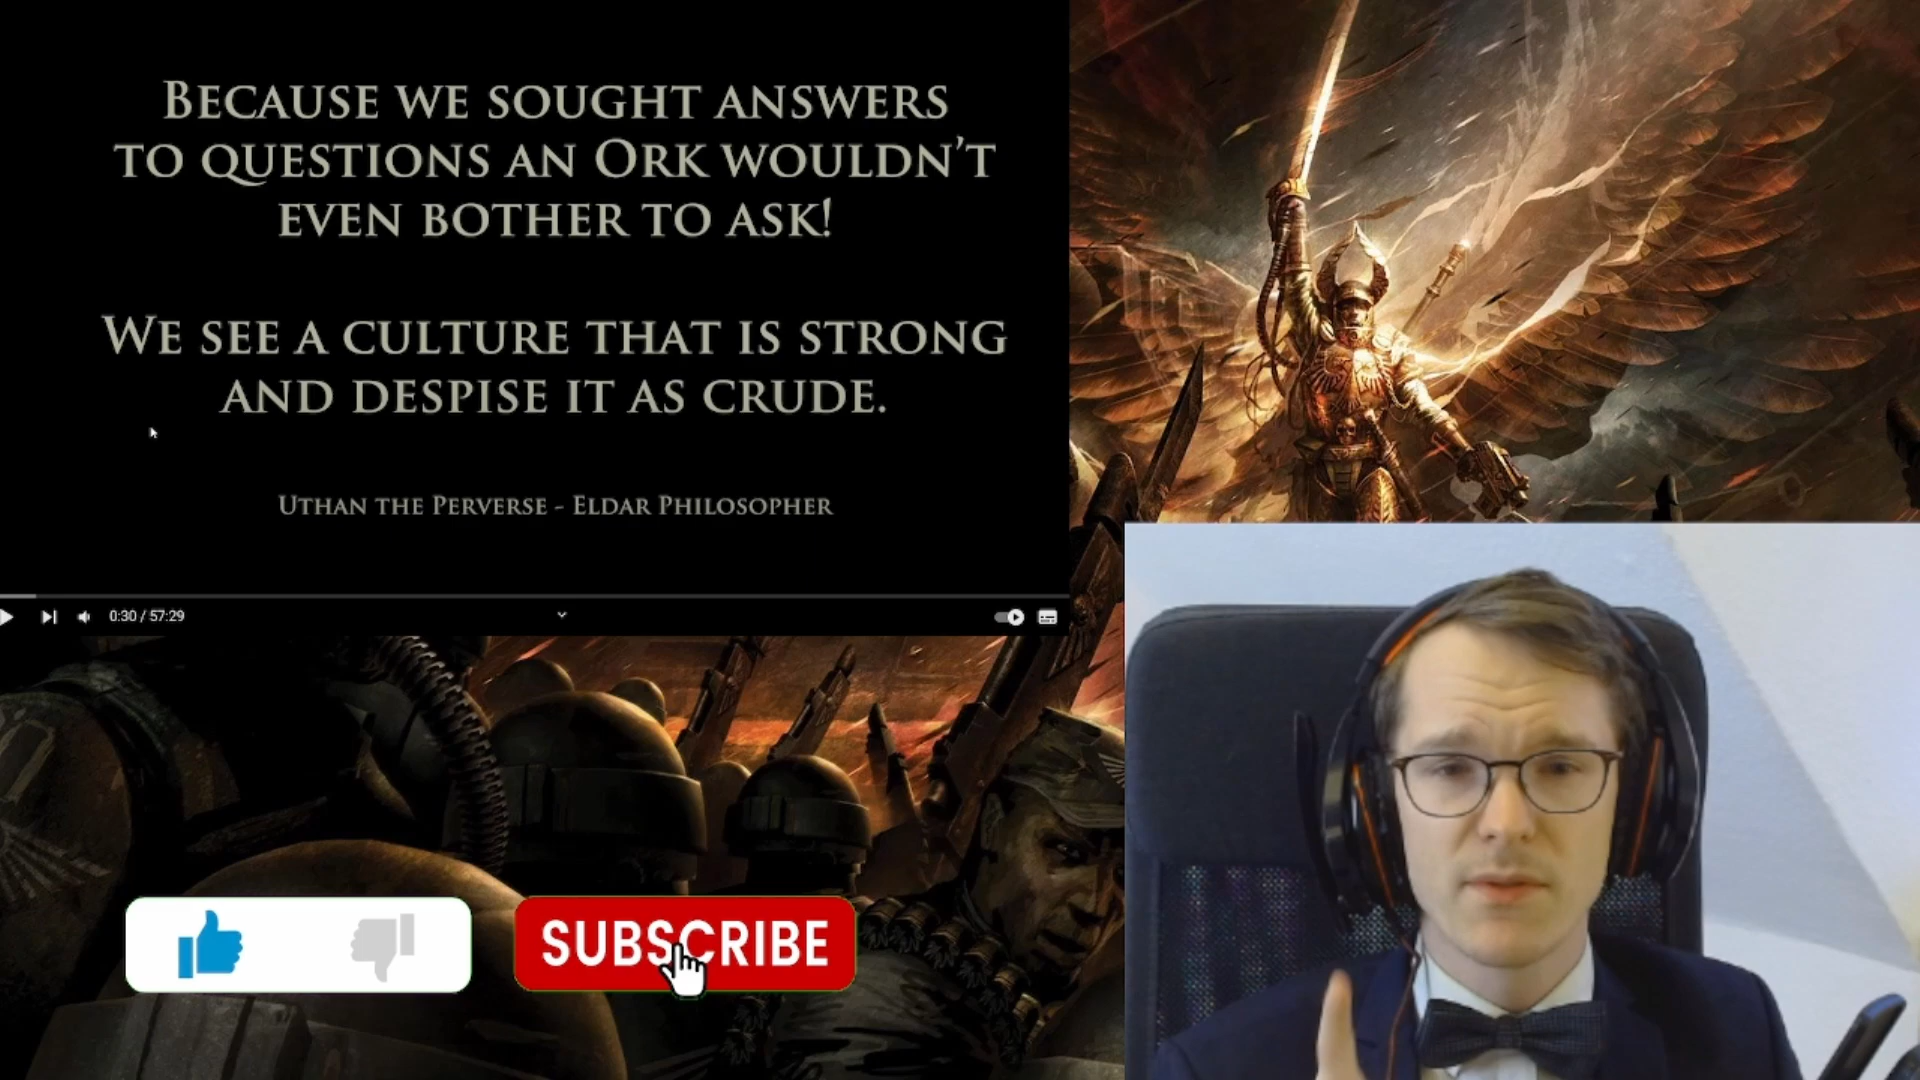 Because we sought answers
to questions an Ork wouldn't
even bother to ask!
We see a culture that is strong
and despise it as crude.
Uthan the Perverse - Eldar Philosopher
0:30 / 57:29
SUBSCRIBE